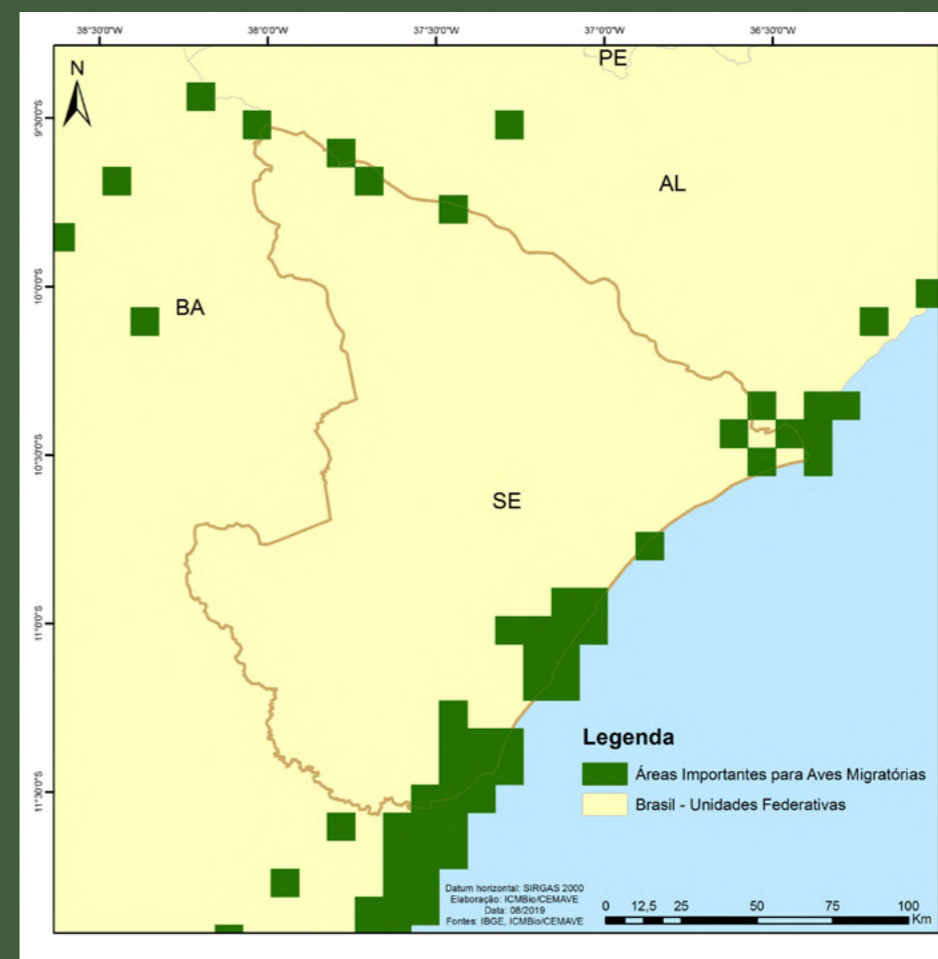 38°30'0"W 38°0'0"W 37°30'0"W 37°0'0"W 36°30'0"W
N
PE
9°30'0"S
AL
10°0'0"S
BA
10°30'0"S
SE
11°0'0"S
11°30'0"S
Legenda
Áreas Importantes para Aves Migratórias
Brasil - Unidades Federativas
Datum horizontal: SIRGAS 2000
Elaboração: ICMBio/CEMAVE
Data: 08/2019
Fontes: IBGE, ICMBio/CEMAVE
0 12,5 25 50 75 100
Km